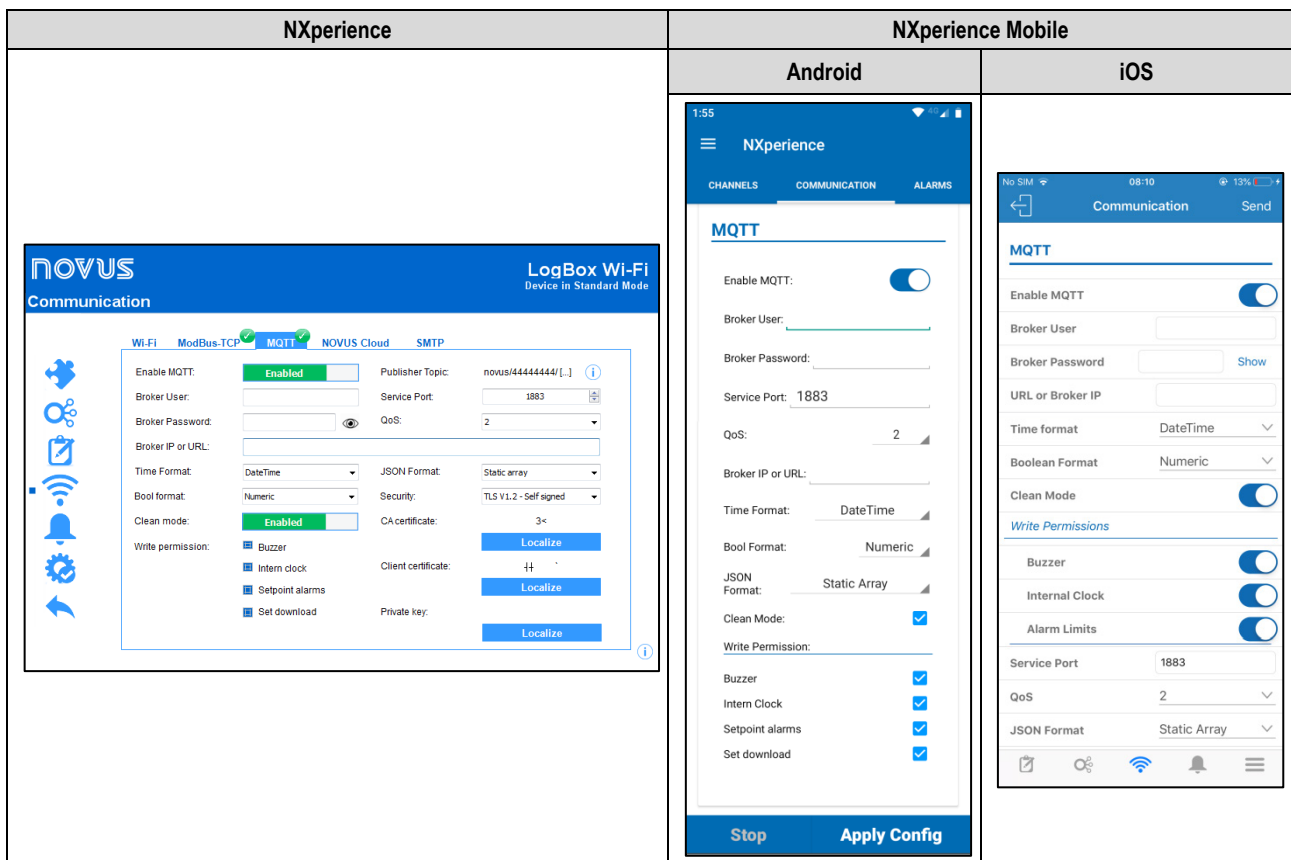 NXperience
NXperience Mobile
Android
iOS
novus
LogBox Wi-Fi
Device in Standard Mode
Communication
Wi-Fi ModBus-TCP MQTT NOVUS Cloud SMTP
Enable MQTT: Enabled Publisher Topic: novus/44444444/ [...]
Broker User: Service Port: 1883
Broker Password: QoS: 2
Broker IP or URL:
Time Format: DateTime JSON Format: Static array
Bool format: Numeric Security: TLS V1.2 - Self signed
Clean mode: Enabled CA certificate: 3<
Write permission: Buzzer Localize
Intern clock Client certificate:
Setpoint alarms Localize
Set download Private key:
Localize
1:55 4G
NXperience
CHANNELS COMMUNICATION ALARMS
MQTT
Enable MQTT:
Broker User:
Broker Password:
Service Port: 1883
QoS: 2
Broker IP or URL:
Time Format: DateTime
Bool Format: Numeric
JSON
Format: Static Array
Clean Mode:
Write Permission:
Buzzer
Intern Clock
Setpoint alarms
Set download
Stop Apply Config
No SIM 08:10 13%
Communication Send
MQTT
Enable MQTT
Broker User
Broker Password Show
URL or Broker IP
Time format DateTime
Boolean Format Numeric
Clean Mode
Write Permissions
Buzzer
Internal Clock
Alarm Limits
Service Port 1883
QoS 2
JSON Format Static Array